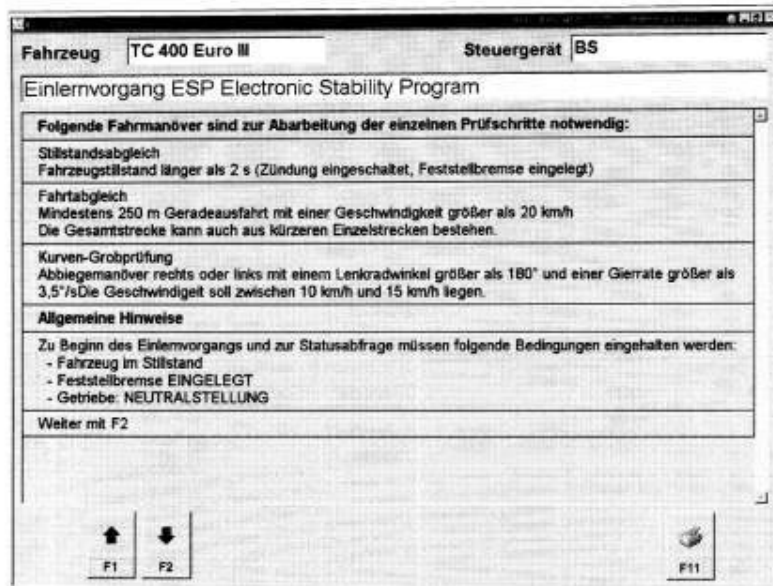 Fahrzeug TC 400 Euro III Steuergerät BS
Einlernvorgang ESP Electronic Stability Program
Folgende Fahrmanöver sind zur Abarbeitung der einzelnen Prüfschritte notwendig:
Stillstandsabgleich
Fahrzeugstillstand länger als 2 s (Zündung eingeschaltet, Feststellbremse eingelegt)
Fahrtabgleich
Mindestens 250 m Geradeausfahrt mit einer Geschwindigkeit größer als 20 km/h
Die Gesamtstrecke kann auch aus kürzeren Einzelstrecken bestehen.
Kurven-Grobprüfung
Abbiegemanöver rechts oder links mit einem Lenkradwinkel größer als 180° und einer Gierrate größer als
3,5°/sDie Geschwindigeit soll zwischen 10 km/h und 15 km/h liegen.
Allgemeine Hinweise
Zu Beginn des Einlernvorgangs und zur Statusabfrage müssen folgende Bedingungen eingehalten werden:
- Fahrzeug im Stillstand
- Feststellbremse EINGELEGT
- Getriebe: NEUTRALSTELLUNG
Weiter mit F2
F1 F2 F11